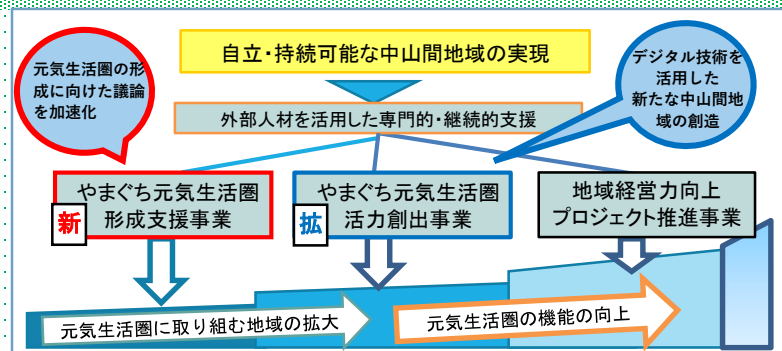 自立・持続可能な中山間地域の実現
元気生活圏の形
成に向けた議論
を加速化
デジタル技術を
活用した
新たな中山間地
域の創造
外部人材を活用した専門的・継続的支援
やまぐち元気生活圏
形成支援事業
新
やまぐち元気生活圏
活力創出事業
拡
地域経営力向上
プロジェクト推進事業
元気生活圏に取り組む地域の拡大
元気生活圏の機能の向上